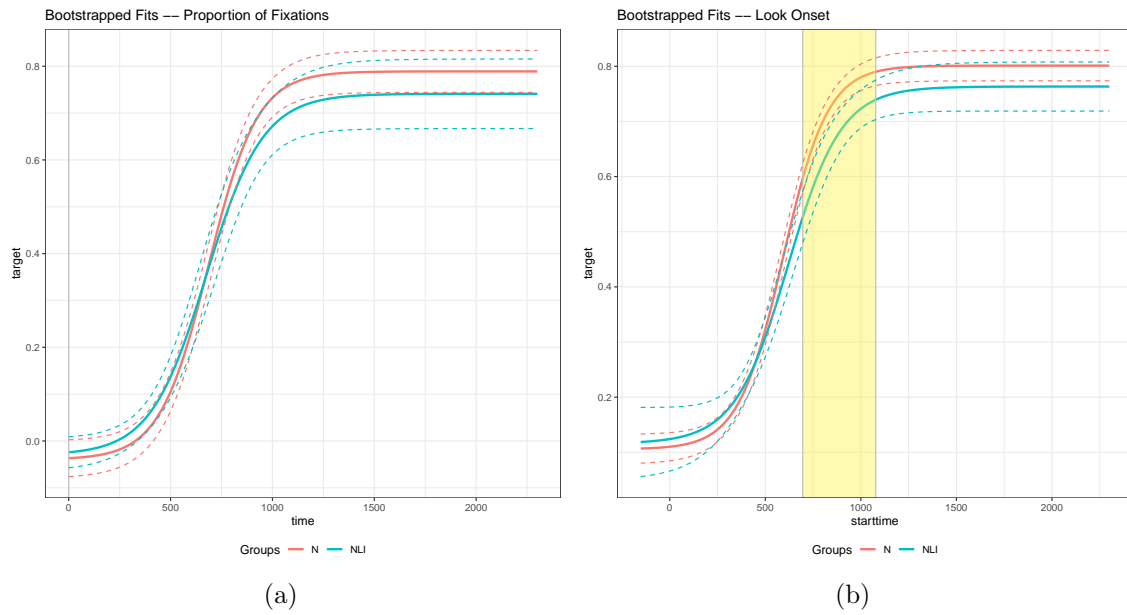 Bootstrapped Fits −− Proportion of Fixations
target
0.8
0.6
0.4
0.2
0.0
0 500 1000 1500 2000
time
Groups N NLI
(a)
Bootstrapped Fits −− Look Onset
target
0.8
0.6
0.4
0.2
0 500 1000 1500 2000
starttime
Groups N NLI
(b)